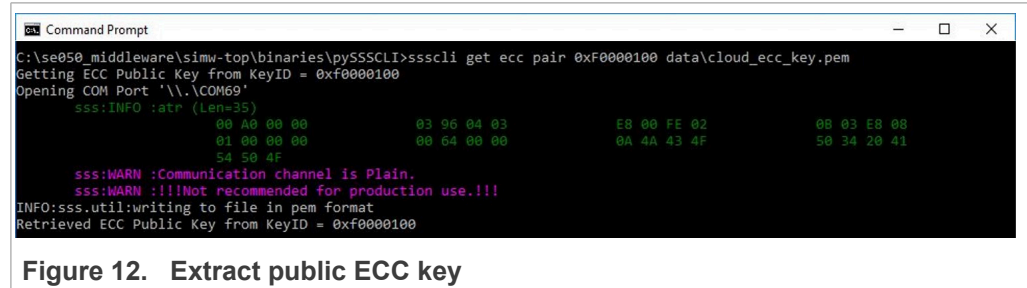 Command Prompt
C:\se050_middleware\simw-top\binaries\pySSSCLI>ssscli get ecc pair 0xF0000100 data\cloud_ecc_key.pem
Getting ECC Public Key from KeyID = 0xf0000100
Opening COM Port '\\.\COM69'
sss:INFO :atr (Len=35)
00 A0 00 00 03 96 04 03 E8 00 FE 02 0B 03 E8 08
01 00 00 00 00 64 00 00 0A 4A 43 4F 50 34 20 41
54 50 4F
sss:WARN :Communication channel is Plain.
sss:WARN :!!!Not recommended for production use.!!!
INFO:sss.util:writing to file in pem format
Retrieved ECC Public Key from KeyID = 0xf0000100
Figure 12. Extract public ECC key